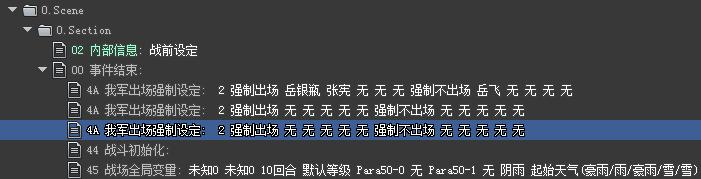 0.Scene
0.Section
02 内部信息: 战前设定
00 事件结束:
4A 我军出场强制设定: 2 强制出场 岳银瓶 张宪 无 无 无 强制不出场 岳飞 无 无 无 无
4A 我军出场强制设定: 2 强制出场 无 无 无 无 无 强制不出场 无 无 无 无 无
4A 我军出场强制设定: 2 强制出场 无 无 无 无 无 强制不出场 无 无 无 无 无
44 战斗初始化:
45 战场全局变量: 未知0 未知0 10回合 默认等级 Para50-0 无 Para50-1 无 阴雨 起始天气(豪雨/雨/豪雨/雪/雪)